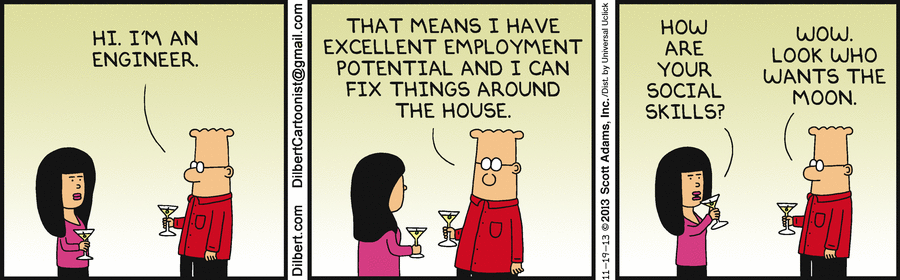 HI. I'M AN
ENGINEER.
Dilbert.com DilbertCartoonist@gmail.com
THAT MEANS I HAVE
EXCELLENT EMPLOYMENT
POTENTIAL AND I CAN
FIX THINGS AROUND
THE HOUSE.
11-19-13 © 2013 Scott Adams, Inc. /Dist. by Universal Uclick
HOW
ARE
YOUR
SOCIAL
SKILLS?
WOW.
LOOK WHO
WANTS THE
MOON.